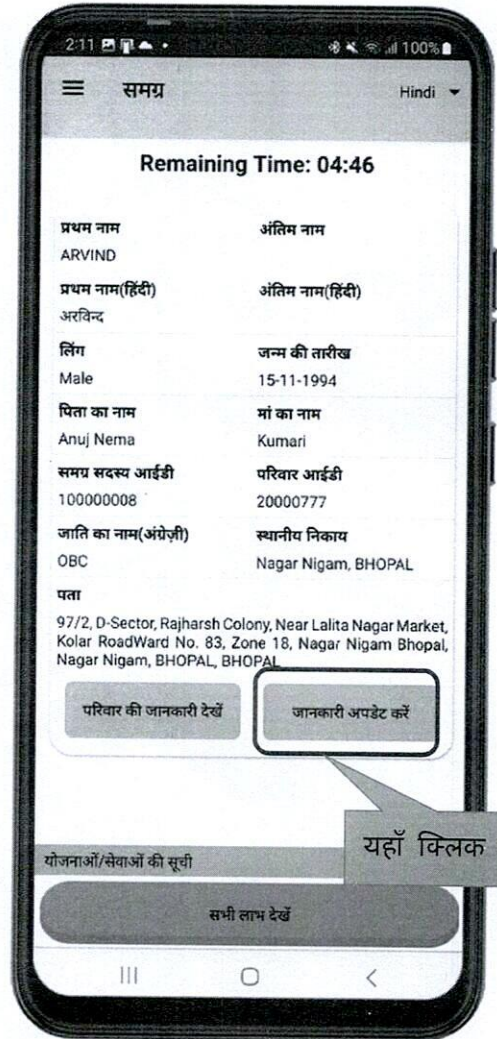 2:11 100%
समग्र Hindi
Remaining Time: 04:46
प्रथम नाम अंतिम नाम
ARVIND
प्रथम नाम(हिंदी) अंतिम नाम(हिंदी)
अरविन्द
लिंग जन्म की तारीख
Male 15-11-1994
पिता का नाम मां का नाम
Anuj Nema Kumari
समग्र सदस्य आईडी परिवार आईडी
100000008 20000777
जाति का नाम(अंग्रेज़ी) स्थानीय निकाय
OBC Nagar Nigam, BHOPAL
पता
97/2, D-Sector, Rajharsh Colony, Near Lalita Nagar Market,
Kolar RoadWard No. 83, Zone 18, Nagar Nigam Bhopal,
Nagar Nigam, BHOPAL, BHOPAL
परिवार की जानकारी देखें जानकारी अपडेट करें
यहाँ क्लिक
योजनाओं/सेवाओं की सूची
सभी लाभ देखें